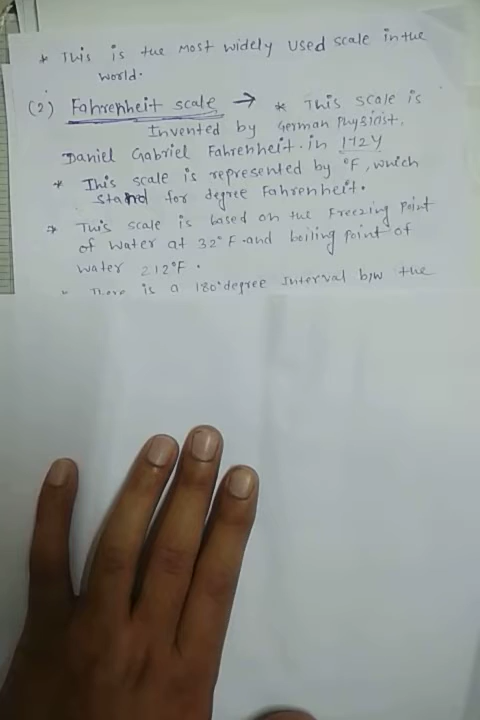 * This is the most widely used scale in the
world.
(2) Fahrenheit scale → * This scale is
Invented by German Physicist,
Daniel Gabriel Fahrenheit. in 1724
* This scale is represented by °F, which
stand for degree Fahrenheit.
* This scale is based on the Freezing Point
of water at 32°F. and boiling point of
water 212°F.
* There is a 180° degree Interval b/w the